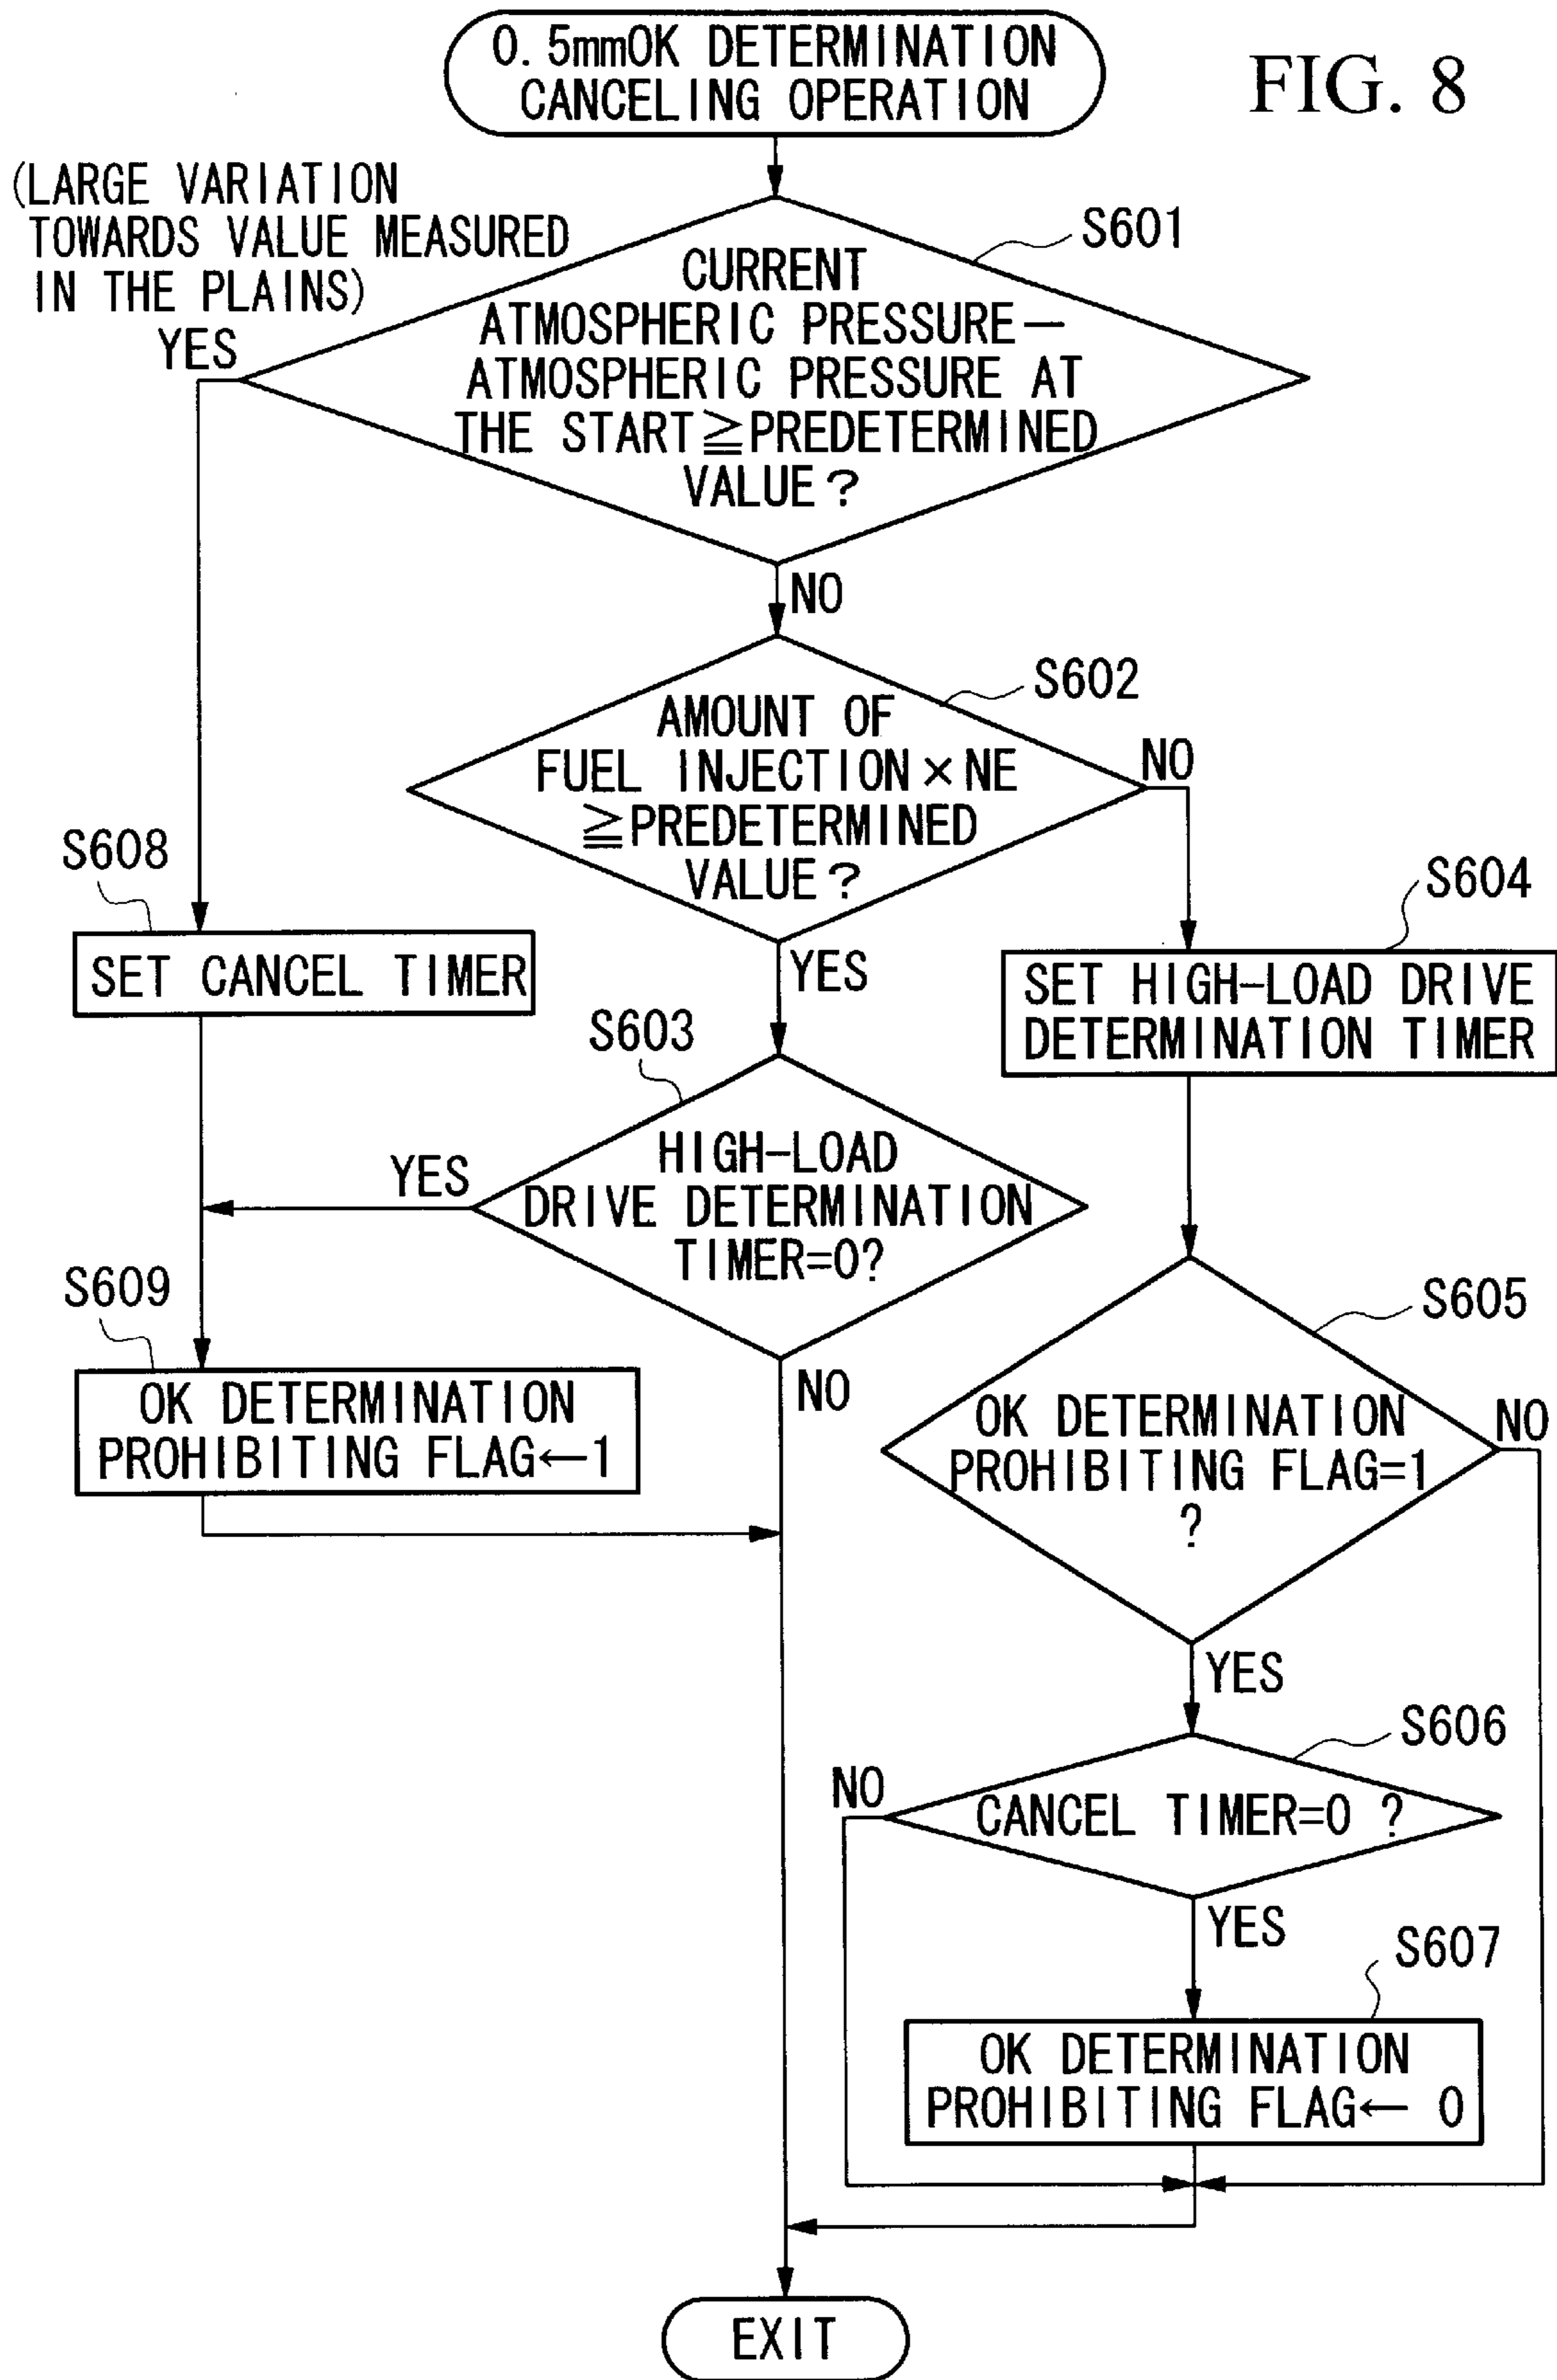 0.5mmOK DETERMINATION
CANCELING OPERATION
FIG. 8
(LARGE VARIATION
TOWARDS VALUE MEASURED
IN THE PLAINS)
YES
S601
CURRENT
ATMOSPHERIC PRESSURE—
ATMOSPHERIC PRESSURE AT
THE START≧PREDETERMINED
VALUE?
NO
S602
AMOUNT OF
FUEL INJECTION×NE
≧PREDETERMINED
VALUE?
NO
YES
S608
SET CANCEL TIMER
S604
SET HIGH-LOAD DRIVE
DETERMINATION TIMER
S603
HIGH-LOAD
DRIVE DETERMINATION
TIMER=0?
YES
NO
S609
OK DETERMINATION
PROHIBITING FLAG←1
S605
OK DETERMINATION
PROHIBITING FLAG=1
?
NO
YES
S606
CANCEL TIMER=0 ?
NO
YES
S607
OK DETERMINATION
PROHIBITING FLAG← 0
EXIT